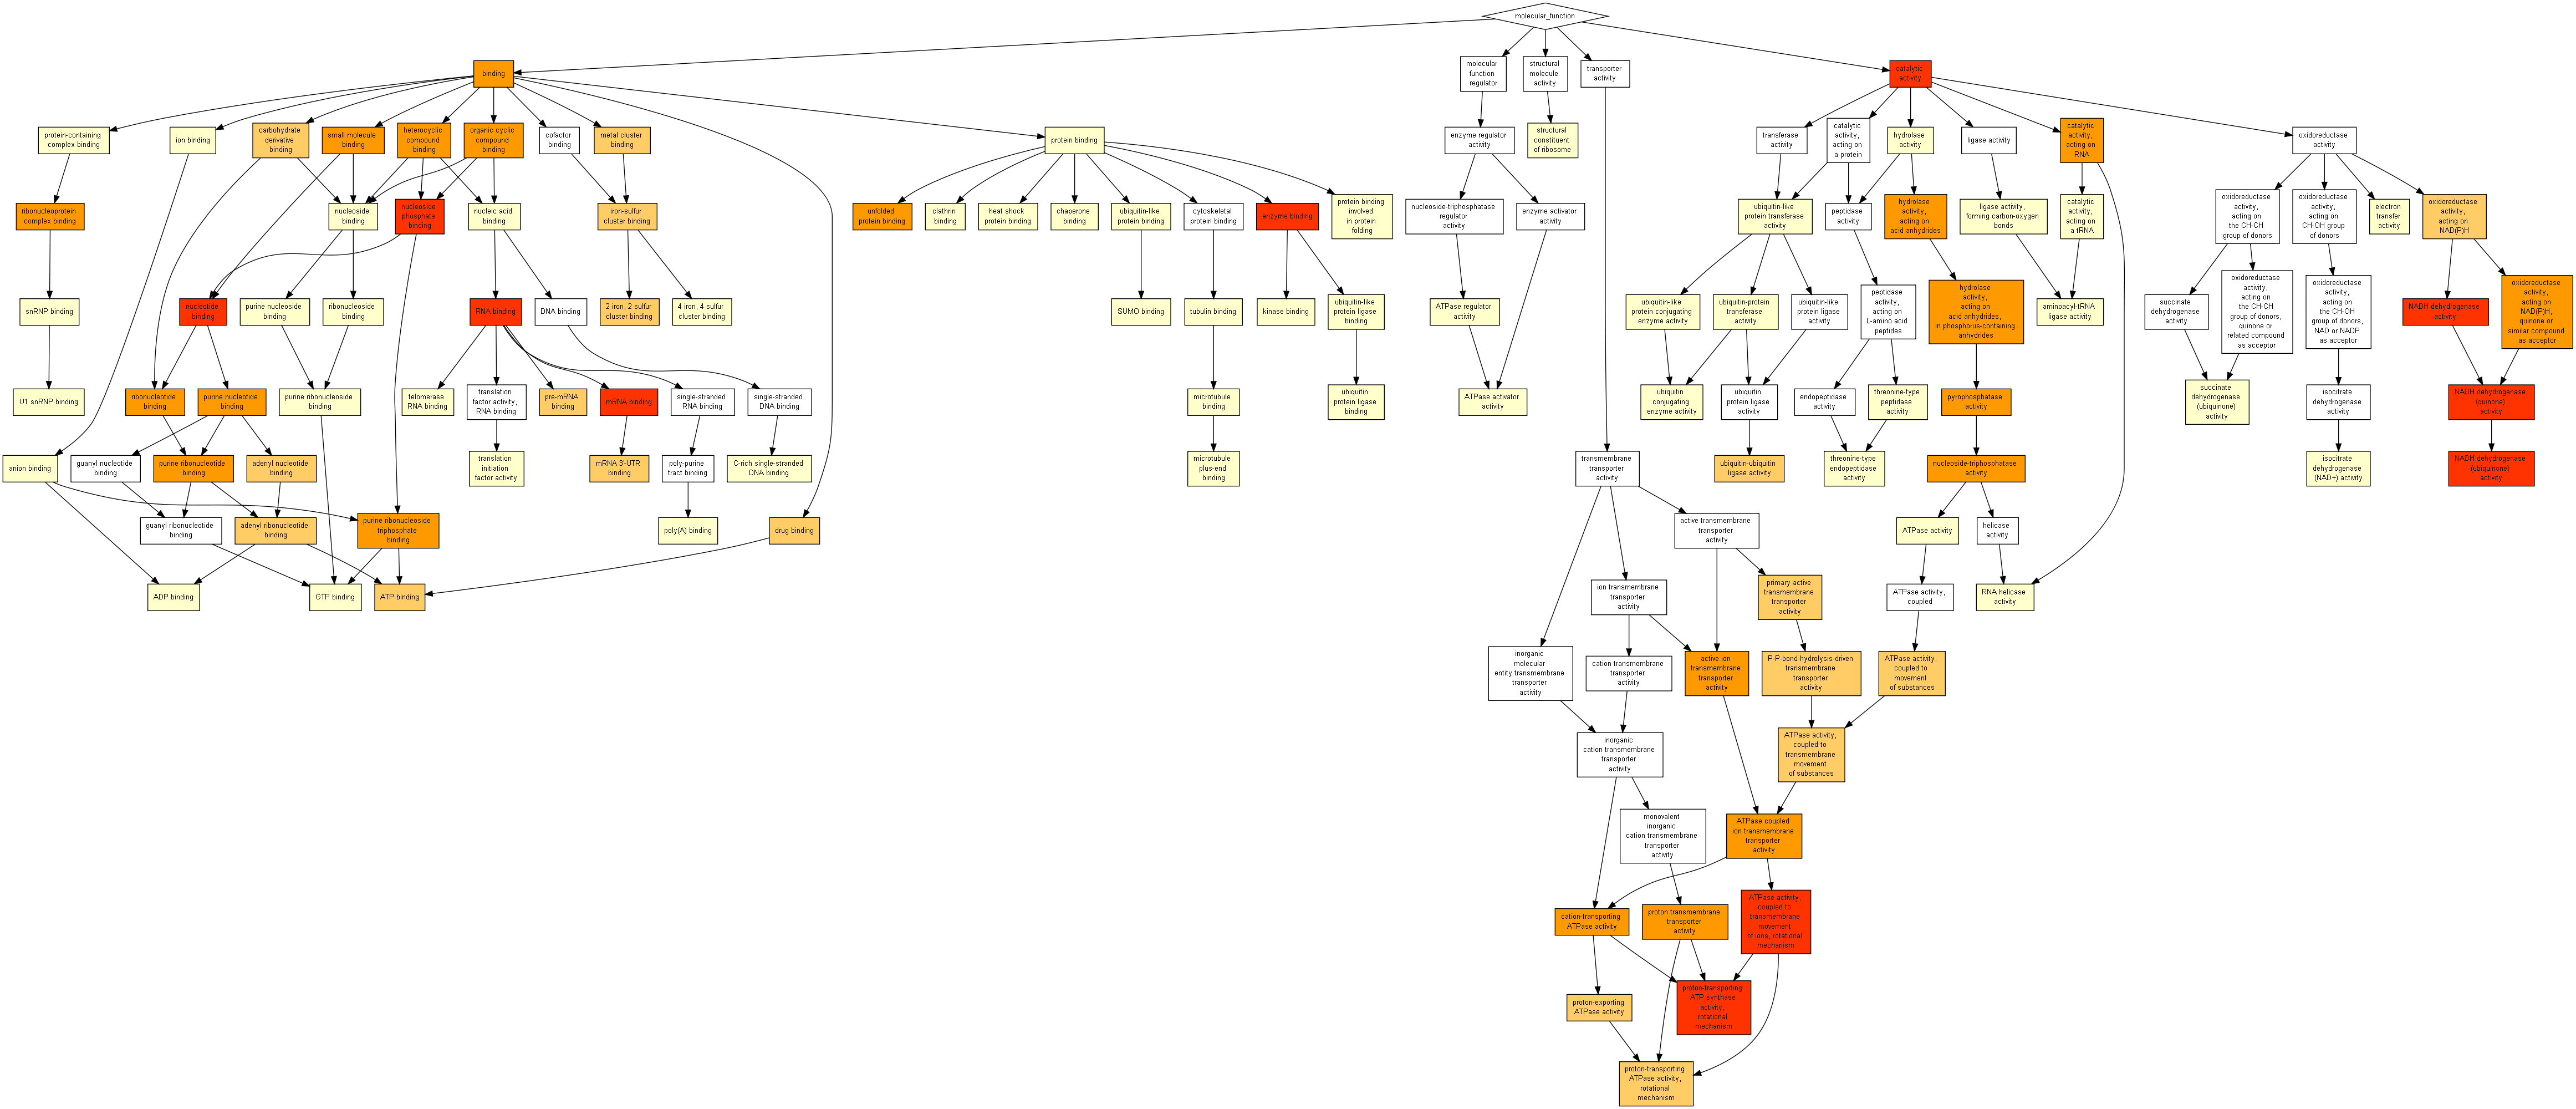 molecular_function
binding
molecular
function
regulator
structural
molecule
activity
transporter
activity
catalytic
activity
protein-containing
complex binding
ion binding
carbohydrate
derivative
binding
small molecule
binding
heterocyclic
compound
binding
organic cyclic
compound
binding
cofactor
binding
metal cluster
binding
protein binding
enzyme regulator
activity
structural
constituent
of ribosome
transferase
activity
catalytic
activity,
acting on
a protein
hydrolase
activity
ligase activity
catalytic
activity,
acting on
RNA
oxidoreductase
activity
ribonucleoprotein
complex binding
nucleoside
binding
nucleoside
phosphate
binding
nucleic acid
binding
iron-sulfur
cluster binding
unfolded
protein binding
clathrin
binding
heat shock
protein binding
chaperone
binding
ubiquitin-like
protein binding
cytoskeletal
protein binding
enzyme binding
protein binding
involved
in protein
folding
nucleoside-triphosphatase
regulator
activity
enzyme activator
activity
ubiquitin-like
protein transferase
activity
peptidase
activity
hydrolase
activity,
acting on
acid anhydrides
ligase activity,
forming carbon-oxygen
bonds
catalytic
activity,
acting on
a tRNA
oxidoreductase
activity,
acting on
the CH-CH
group of donors
oxidoreductase
activity,
acting on
CH-OH group
of donors
electron
transfer
activity
oxidoreductase
activity,
acting on
NAD(P)H
snRNP binding
nucleotide
binding
purine nucleoside
binding
ribonucleoside
binding
RNA binding
DNA binding
2 iron, 2 sulfur
cluster binding
4 iron, 4 sulfur
cluster binding
SUMO binding
tubulin binding
kinase binding
ubiquitin-like
protein ligase
binding
ATPase regulator
activity
ubiquitin-like
protein conjugating
enzyme activity
ubiquitin-protein
transferase
activity
ubiquitin-like
protein ligase
activity
peptidase
activity,
acting on
L-amino acid
peptides
hydrolase
activity,
acting on
acid anhydrides,
in phosphorus-containing
anhydrides
aminoacyl-tRNA
ligase activity
succinate
dehydrogenase
activity
oxidoreductase
activity,
acting on
the CH-CH
group of donors,
quinone or
related compound
as acceptor
oxidoreductase
activity,
acting on
the CH-OH
group of donors,
NAD or NADP
as acceptor
NADH dehydrogenase
activity
oxidoreductase
activity,
acting on
NAD(P)H,
quinone or
similar compound
as acceptor
U1 snRNP binding
ribonucleotide
binding
purine nucleotide
binding
purine ribonucleoside
binding
telomerase
RNA binding
translation
factor activity,
RNA binding
pre-mRNA
binding
mRNA binding
single-stranded
RNA binding
single-stranded
DNA binding
microtubule
binding
ubiquitin
protein ligase
binding
ATPase activator
activity
ubiquitin
conjugating
enzyme activity
ubiquitin
protein ligase
activity
endopeptidase
activity
threonine-type
peptidase
activity
pyrophosphatase
activity
succinate
dehydrogenase
(ubiquinone)
activity
isocitrate
dehydrogenase
activity
NADH dehydrogenase
(quinone)
activity
anion binding
guanyl nucleotide
binding
purine ribonucleotide
binding
adenyl nucleotide
binding
translation
initiation
factor activity
mRNA 3'-UTR
binding
poly-purine
tract binding
C-rich single-stranded
DNA binding
microtubule
plus-end
binding
transmembrane
transporter
activity
ubiquitin-ubiquitin
ligase activity
threonine-type
endopeptidase
activity
nucleoside-triphosphatase
activity
isocitrate
dehydrogenase
(NAD+) activity
NADH dehydrogenase
(ubiquinone)
activity
guanyl ribonucleotide
binding
adenyl ribonucleotide
binding
purine ribonucleoside
triphosphate
binding
poly(A) binding
drug binding
active transmembrane
transporter
activity
ATPase activity
helicase
activity
ADP binding
GTP binding
ATP binding
ion transmembrane
transporter
activity
primary active
transmembrane
transporter
activity
ATPase activity,
coupled
RNA helicase
activity
inorganic
molecular
entity transmembrane
transporter
activity
cation transmembrane
transporter
activity
active ion
transmembrane
transporter
activity
P-P-bond-hydrolysis-driven
transmembrane
transporter
activity
ATPase activity,
coupled to
movement
of substances
inorganic
cation transmembrane
transporter
activity
ATPase activity,
coupled to
transmembrane
movement
of substances
monovalent
inorganic
cation transmembrane
transporter
activity
ATPase coupled
ion transmembrane
transporter
activity
cation-transporting
ATPase activity
proton transmembrane
transporter
activity
ATPase activity,
coupled to
transmembrane
movement
of ions, rotational
mechanism
proton-exporting
ATPase activity
proton-transporting
ATP synthase
activity,
rotational
mechanism
proton-transporting
ATPase activity,
rotational
mechanism